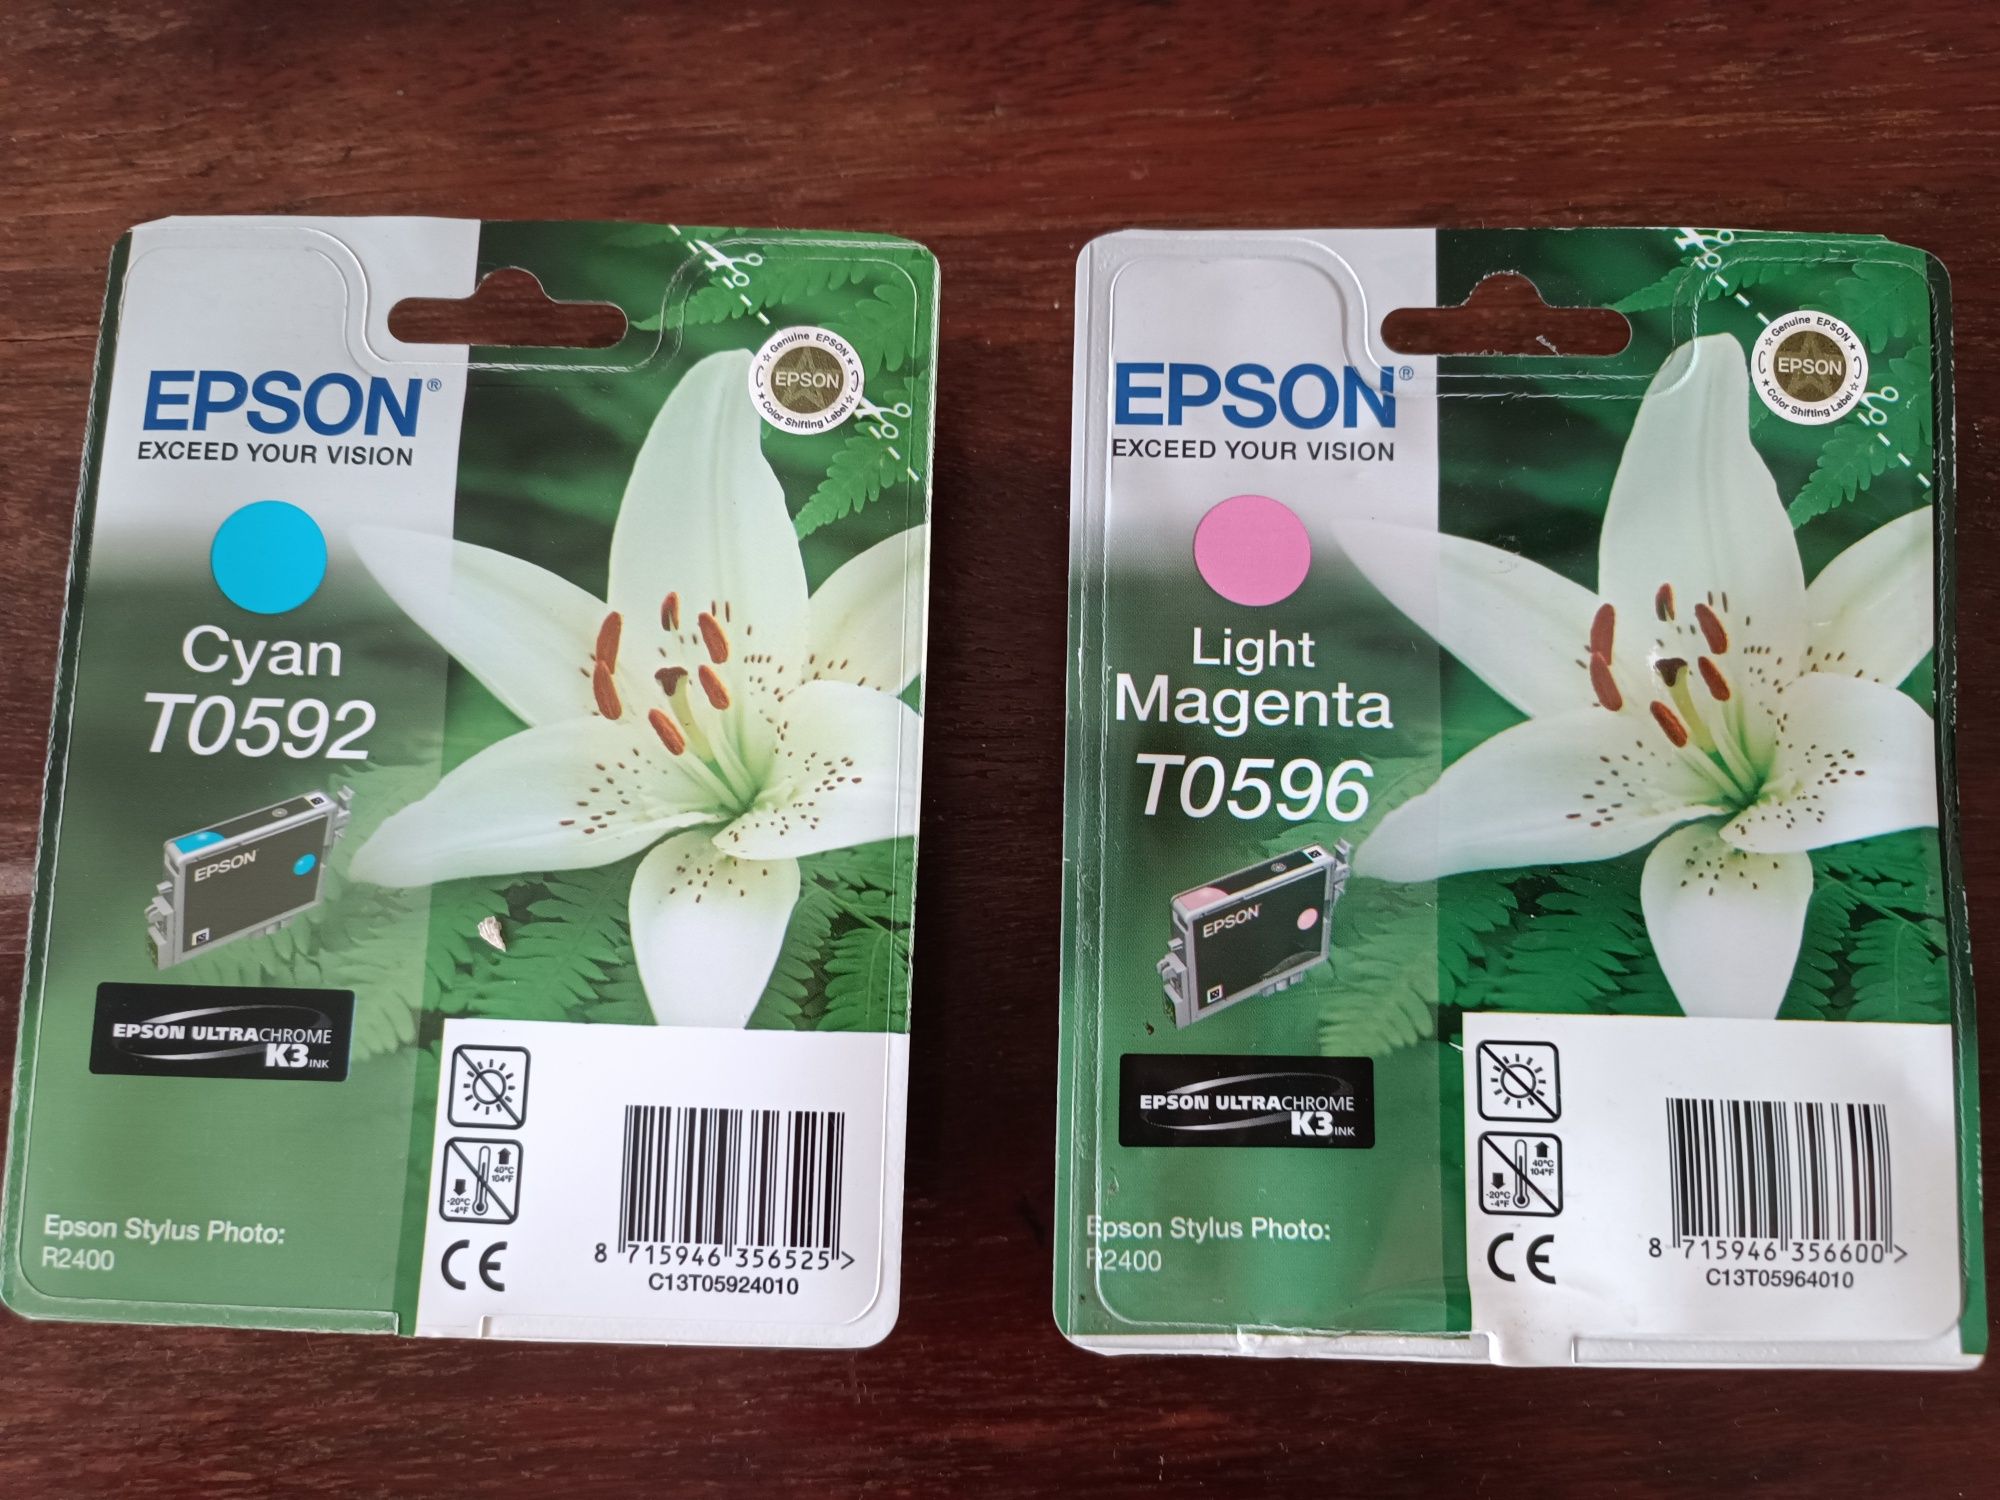 EPSON®
EXCEED YOUR VISION
Genuine EPSON
EPSON
Color Shifting Label
Cyan
T0592
EPSON
EPSON ULTRACHROME
K3 INK
40°C
104°F
-20°C
-4°F
Epson Stylus Photo:
R2400
CE
8 715946 356525 >
C13T05924010
EPSON®
EXCEED YOUR VISION
Genuine EPSON
EPSON
Color Shifting Label
Light
Magenta
T0596
EPSON
EPSON ULTRACHROME
K3 INK
40°C
104°F
-20°C
-4°F
Epson Stylus Photo:
R2400
CE
8 715946 356600 >
C13T05964010